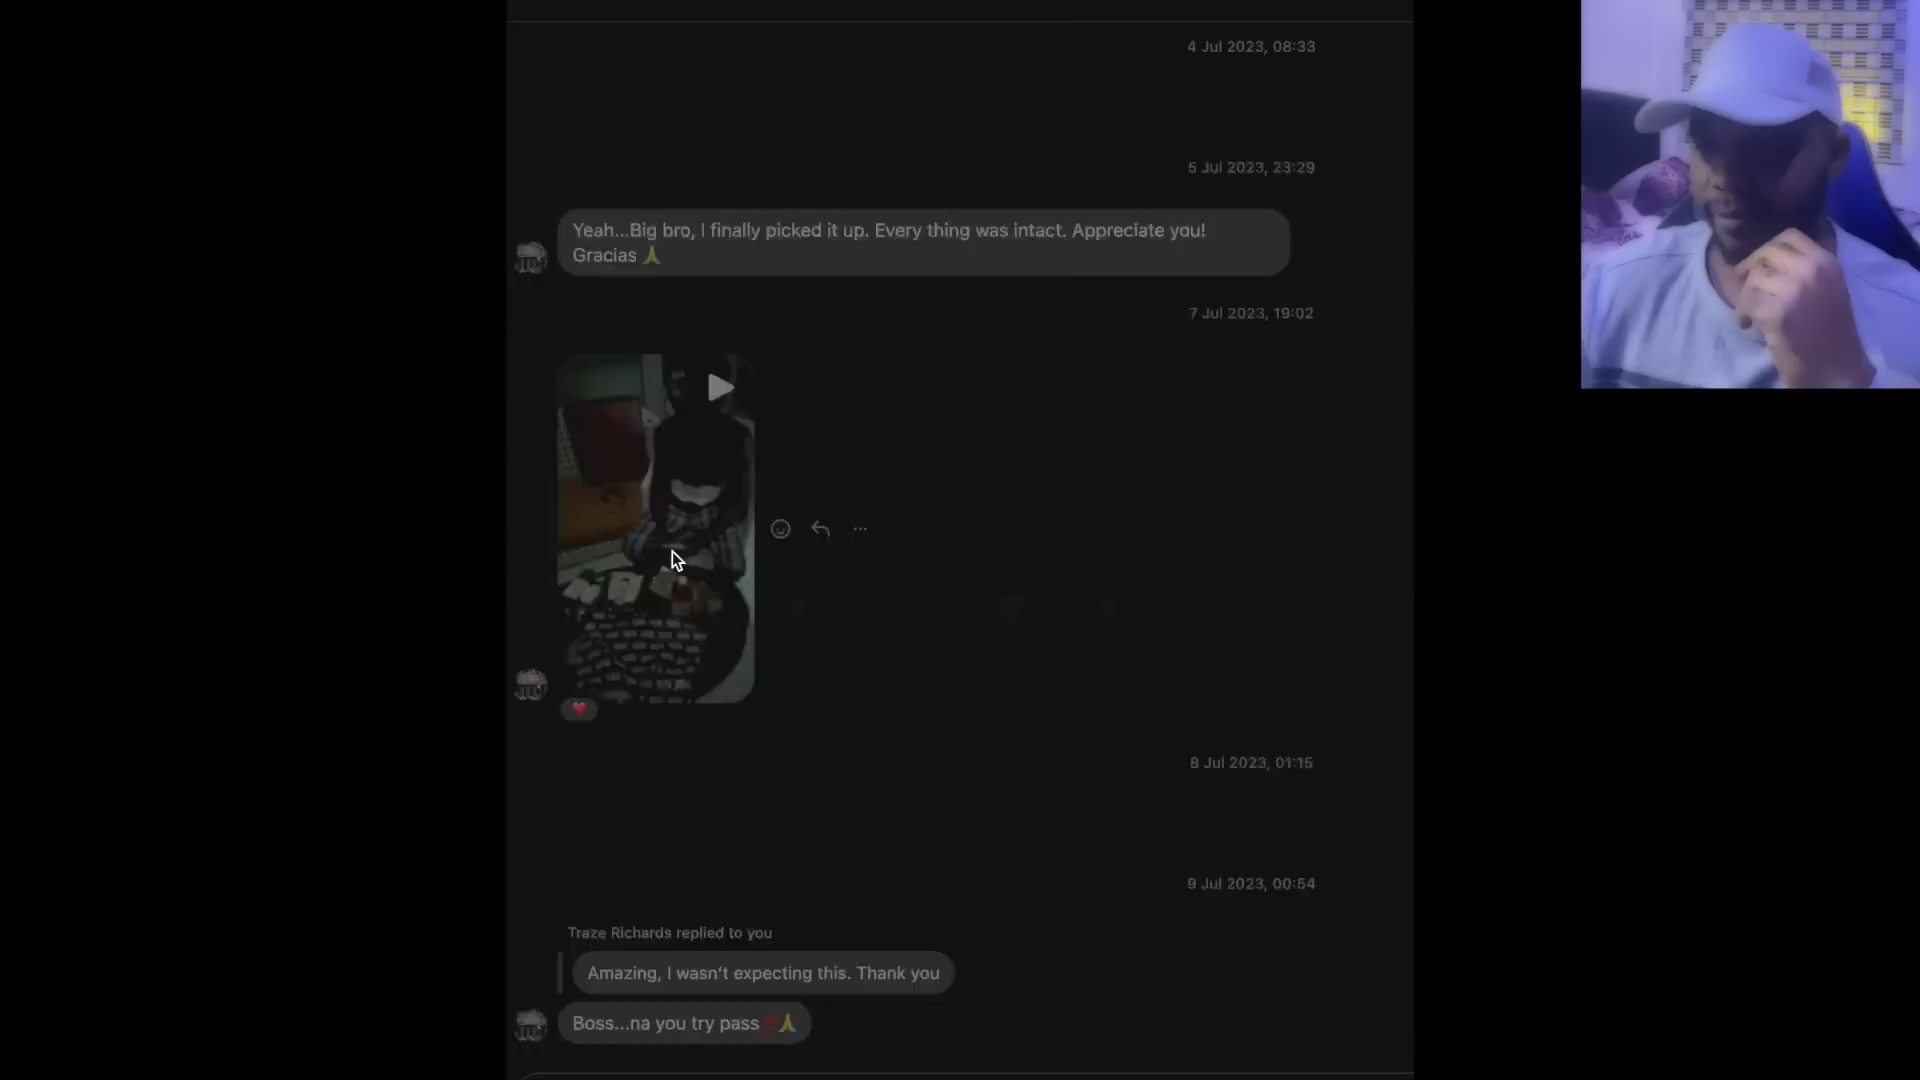 4 Jul 2023, 08:33
5 Jul 2023, 23:29
Yeah...Big bro, I finally picked it up. Every thing was intact. Appreciate you!
Gracias 🙏
7 Jul 2023, 19:02
8 Jul 2023, 01:15
9 Jul 2023, 00:54
Traze Richards replied to you
Amazing, I wasn't expecting this. Thank you
Boss...na you try pass💯🙏